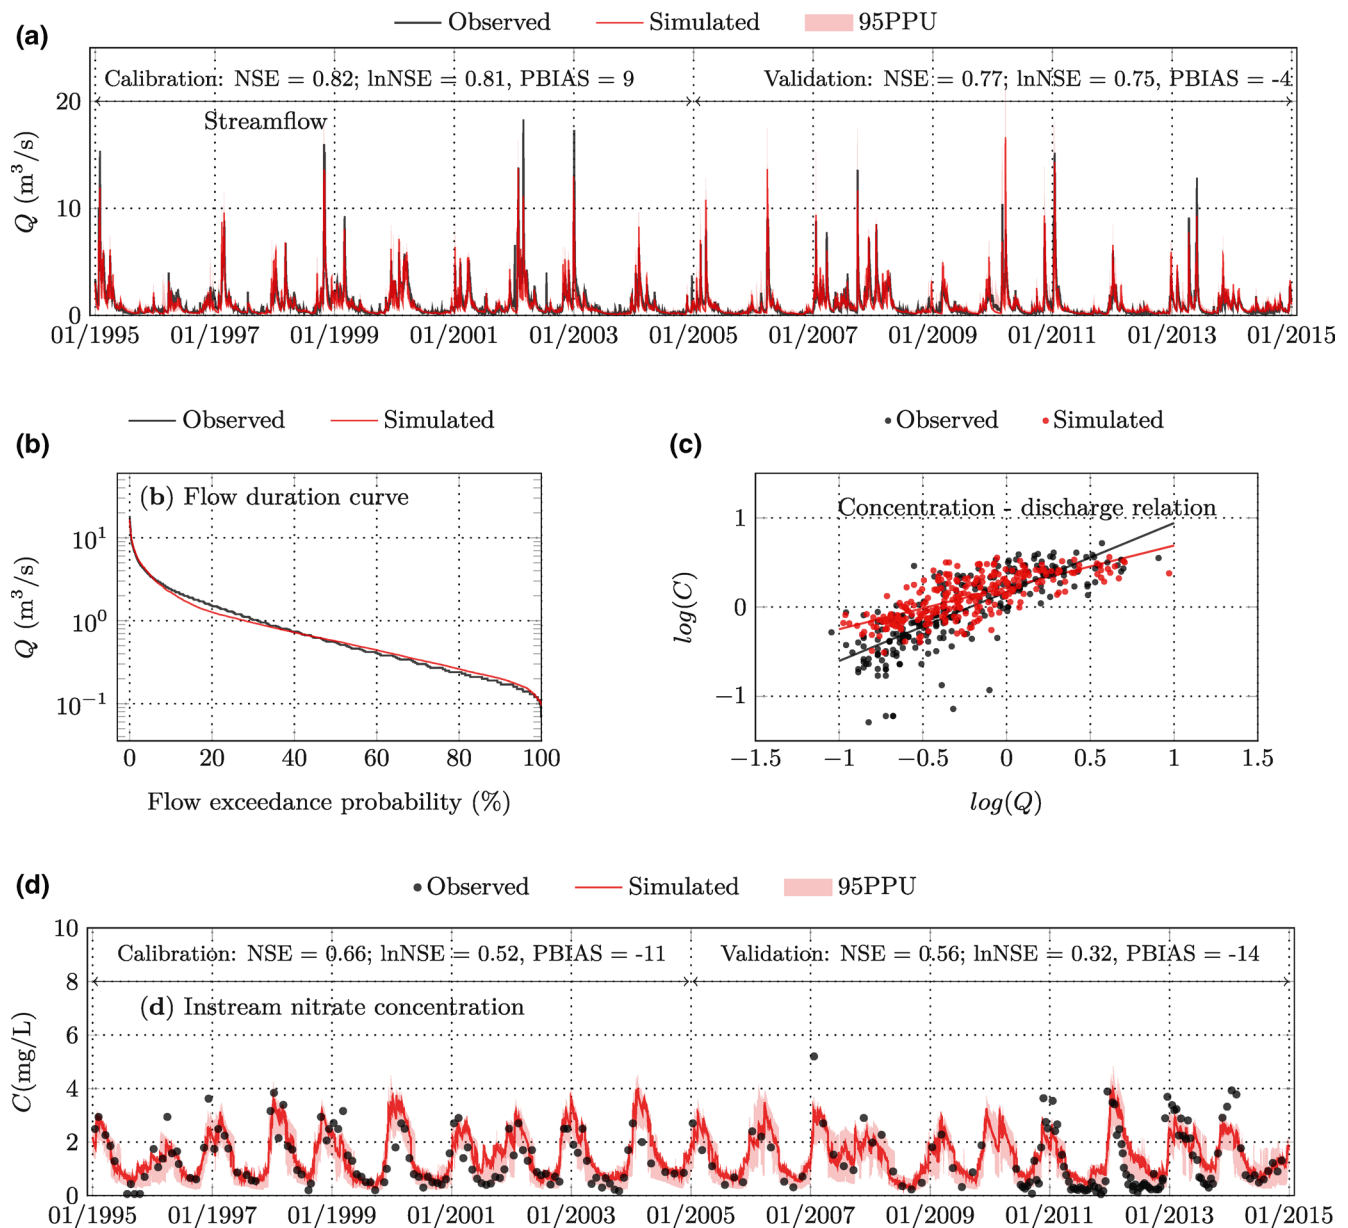 (a)
Observed Simulated 95PPU
Calibration: NSE = 0.82; lnNSE = 0.81, PBIAS = 9
Validation: NSE = 0.77; lnNSE = 0.75, PBIAS = -4
Streamflow
Q (m³/s)
20
10
0
01/1995 01/1997 01/1999 01/2001 01/2003 01/2005 01/2007 01/2009 01/2011 01/2013 01/2015
(b)
Observed Simulated
(b) Flow duration curve
Q (m³/s)
10¹
10⁰
10⁻¹
0 20 40 60 80 100
Flow exceedance probability (%)
(c)
Observed Simulated
Concentration - discharge relation
log(C)
1
0
−1
−1.5 −1 −0.5 0 0.5 1 1.5
log(Q)
(d)
Observed Simulated 95PPU
Calibration: NSE = 0.66; lnNSE = 0.52, PBIAS = -11
Validation: NSE = 0.56; lnNSE = 0.32, PBIAS = -14
(d) Instream nitrate concentration
C(mg/L)
10
8
6
4
2
0
01/1995 01/1997 01/1999 01/2001 01/2003 01/2005 01/2007 01/2009 01/2011 01/2013 01/2015